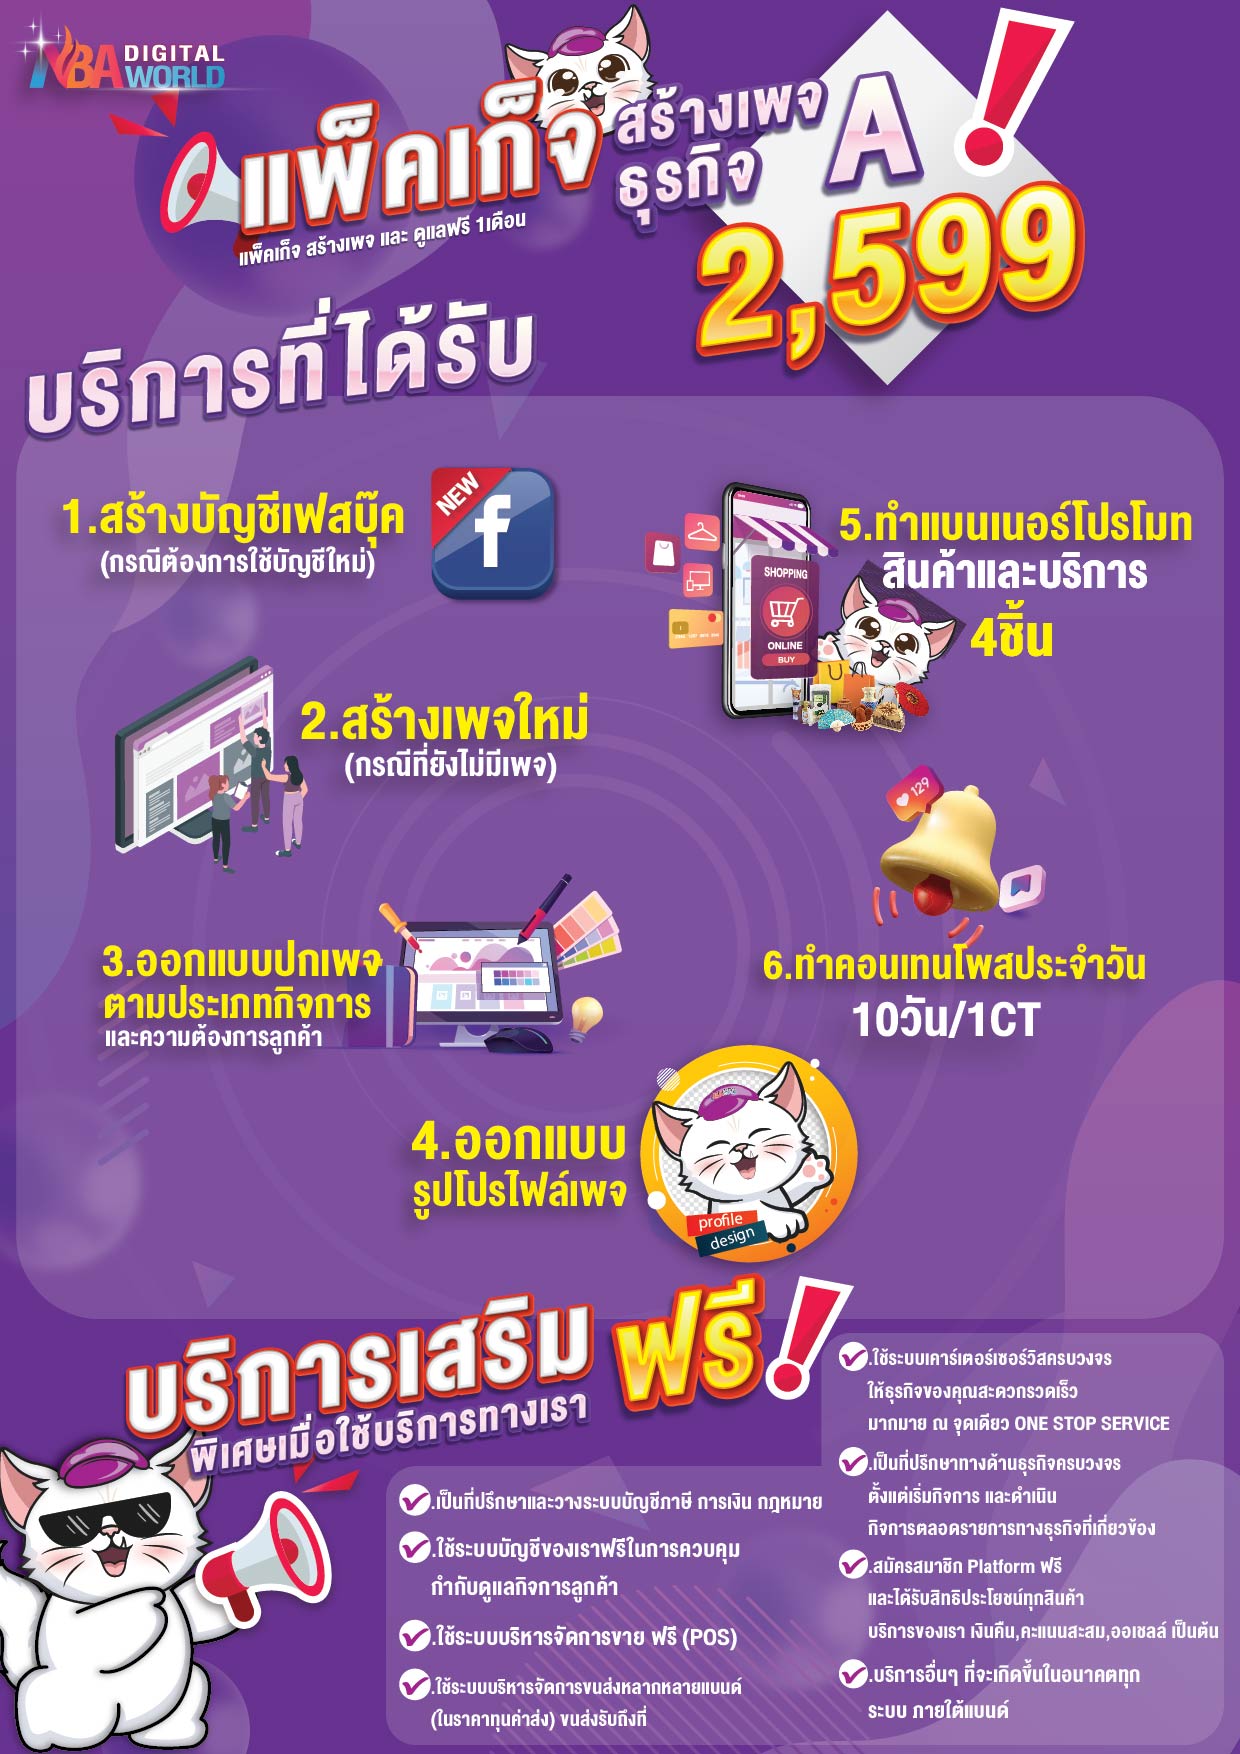 NBA DIGITAL WORLD
แพ็คเก็จ
สร้างเพจ
ธุรกิจ
A
!
แพ็คเก็จ สร้างเพจ และ ดูแลฟรี 1เดือน
2,599
บริการที่ได้รับ
1.สร้างบัญชีเฟสบุ๊ค
(กรณีต้องการใช้บัญชีใหม่)
NEW
f
2.สร้างเพจใหม่
(กรณีที่ยังไม่มีเพจ)
3.ออกแบบปกเพจ
ตามประเภทกิจการ
และความต้องการลูกค้า
4.ออกแบบ
รูปโปรไฟล์เพจ
profile
design
5.ทำแบนเนอร์โปรโมท
สินค้าและบริการ
4ชิ้น
SHOPPING
ONLINE
BUY
129
6.ทำคอนเทนโพสประจำวัน
10วัน/1CT
บริการเสริม ฟรี!
พิเศษเมื่อใช้บริการทางเรา
.เป็นที่ปรึกษาและวางระบบบัญชีภาษี การเงิน กฎหมาย
.ใช้ระบบบัญชีของเราฟรีในการควบคุม
กำกับดูแลกิจการลูกค้า
.ใช้ระบบบริหารจัดการขาย ฟรี (POS)
.ใช้ระบบบริหารจัดการขนส่งหลากหลายแบนด์
(ในราคาทุนค่าส่ง) ขนส่งรับถึงที่
.ใช้ระบบเคาร์เตอร์เซอร์วิสครบวงจร
ให้ธุรกิจของคุณสะดวกรวดเร็ว
มากมาย ณ จุดเดียว ONE STOP SERVICE
.เป็นที่ปรึกษาทางด้านธุรกิจครบวงจร
ตั้งแต่เริ่มกิจการ และดำเนิน
กิจการตลอดรายการทางธุรกิจที่เกี่ยวข้อง
.สมัครสมาชิก Platform ฟรี
และได้รับสิทธิประโยชน์ทุกสินค้า
บริการของเรา เงินคืน,คะแนนสะสม,ออเซลล์ เป็นต้น
.บริการอื่นๆ ที่จะเกิดขึ้นในอนาคตทุก
ระบบ ภายใต้แบนด์